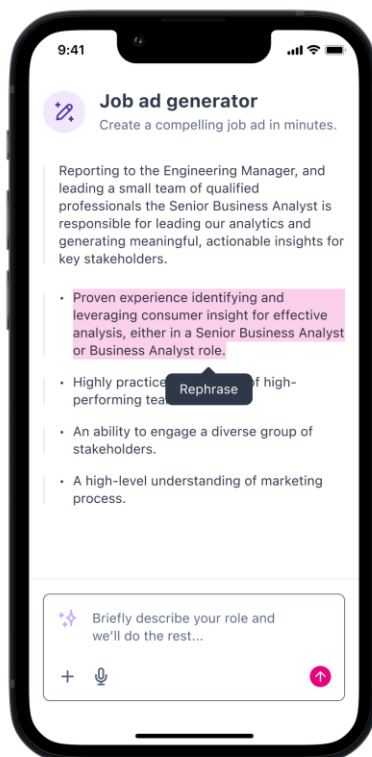 9:41
Job ad generator
Create a compelling job ad in minutes.
Reporting to the Engineering Manager, and
leading a small team of qualified
professionals the Senior Business Analyst is
responsible for leading our analytics and
generating meaningful, actionable insights for
key stakeholders.
• Proven experience identifying and
leveraging consumer insight for effective
analysis, either in a Senior Business Analyst
or Business Analyst role.
• Highly practice of high-
Rephrase
performing tea
• An ability to engage a diverse group of
stakeholders.
• A high-level understanding of marketing
process.
Briefly describe your role and
we'll do the rest...